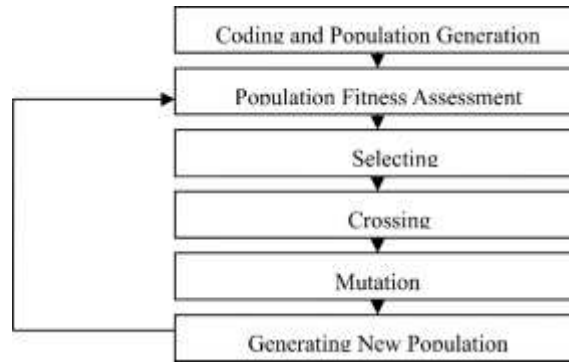 Coding and Population Generation
Population Fitness Assessment
Selecting
Crossing
Mutation
Generating New Population